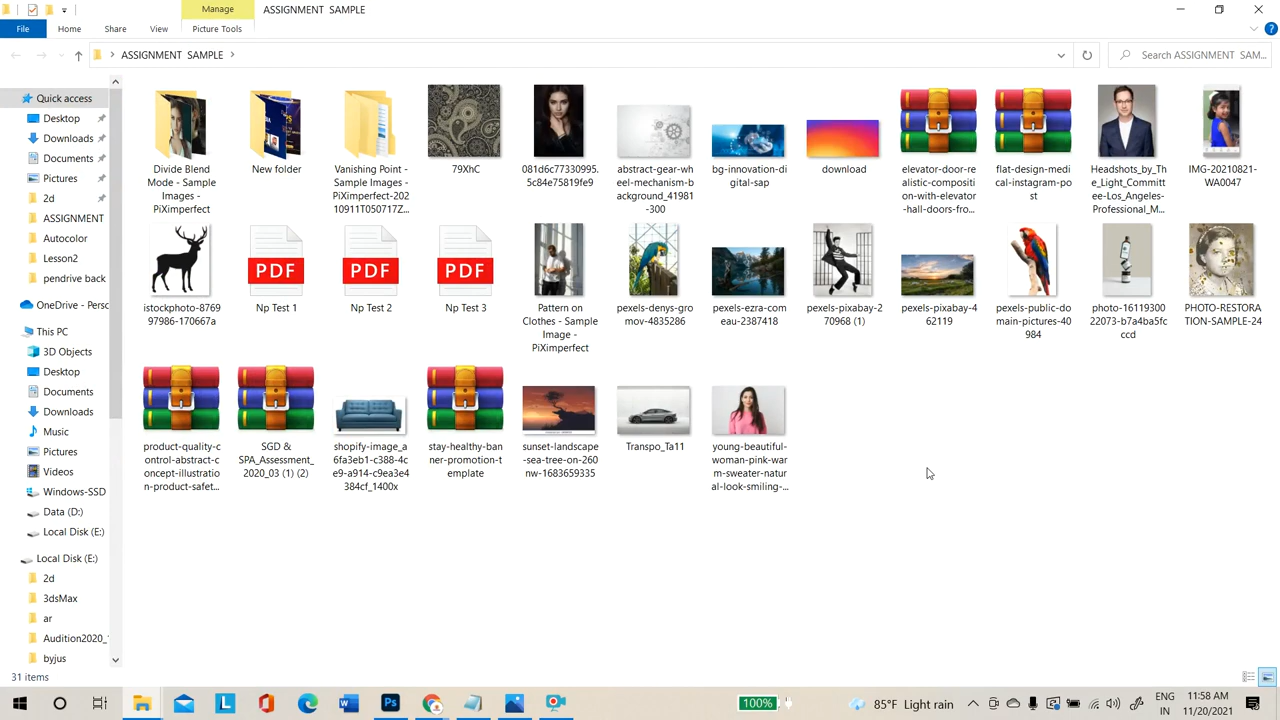 Manage
ASSIGNMENT SAMPLE
File
Home
Share
View
Picture Tools
ASSIGNMENT SAMPLE
Search ASSIGNMENT SAM...
Quick access
Desktop
Downloads
Documents
Pictures
2d
ASSIGNMENT
Autocolor
Lesson2
pendrive back
OneDrive - Perso
This PC
3D Objects
Desktop
Documents
Downloads
Music
Pictures
Videos
Windows-SSD
Data (D:)
Local Disk (E:)
Local Disk (E:)
2d
3dsMax
ar
Audition2020_
byjus
Divide Blend
Mode - Sample
Images -
PiXimperfect
New folder
Vanishing Point -
Sample Images -
PiXimperfect-202
10911T050717Z...
79XhC
081d6c77330995.
5c84e75819fe9
abstract-gear-wh
eel-mechanism-b
ackground_41981
-300
bg-innovation-di
gital-sap
download
elevator-door-re
alistic-compositi
on-with-elevator
-hall-doors-fro...
flat-design-medi
cal-instagram-po
st
Headshots_by_Th
e_Light_Committ
ee-Los_Angeles-
Professional_M...
IMG-20210821-
WA0047
istockphoto-8769
97986-170667a
PDF
Np Test 1
PDF
Np Test 2
PDF
Np Test 3
Pattern on
Clothes - Sample
Image -
PiXimperfect
pexels-denys-gro
mov-4835286
pexels-ezra-com
eau-2387418
pexels-pixabay-2
70968 (1)
pexels-pixabay-4
62119
pexels-public-do
main-pictures-40
984
photo-16119300
22073-b7a4ba5fc
ccd
PHOTO-RESTORA
TION-SAMPLE-24
product-quality-c
ontrol-abstract-c
oncept-illustratio
n-product-safet...
SGD &
SPA_Assessment_
2020_03 (1) (2)
shopify-image_a
6fa3eb1-c388-4c
e9-a914-c9ea3e4
384cf_1400x
stay-healthy-ban
ner-promotion-t
emplate
sunset-landscape
-sea-tree-on-260
nw-1683659335
Transpo_Ta11
young-beautiful-
woman-pink-war
m-sweater-natur
al-look-smiling-...
31 items
100%
85°F Light rain
ENG
IN
11:58 AM
11/20/2021